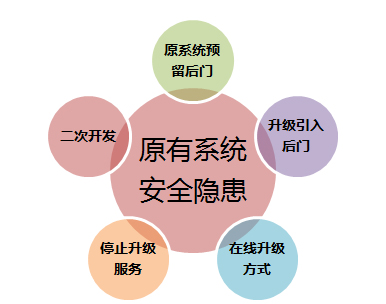 原系统预
留后门
升级引入
后门
在线升级
方式
停止升级
服务
二次开发
原有系统
安全隐患